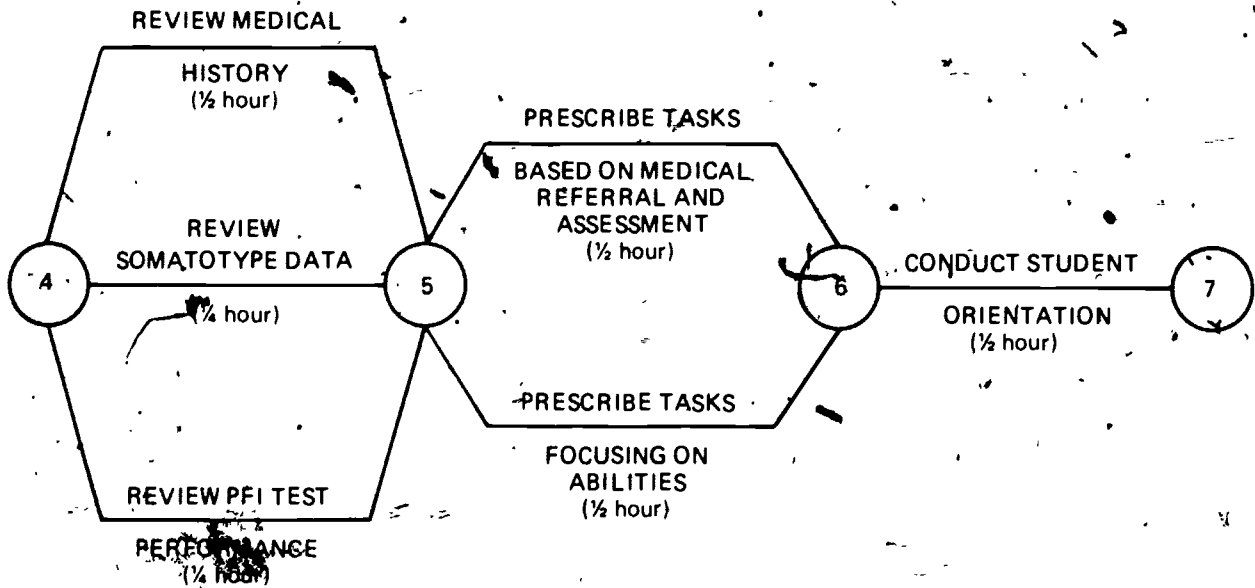 REVIEW MEDICAL
HISTORY
(½ hour)
REVIEW
SOMATOTYPE DATA
(¼ hour)
REVIEW PFI TEST
PERFORMANCE
(¼ hour)
4
5
PRESCRIBE TASKS
BASED ON MEDICAL
REFERRAL AND
ASSESSMENT
(½ hour)
PRESCRIBE TASKS
FOCUSING ON
ABILITIES
(½ hour)
6
CONDUCT STUDENT
ORIENTATION
(½ hour)
7